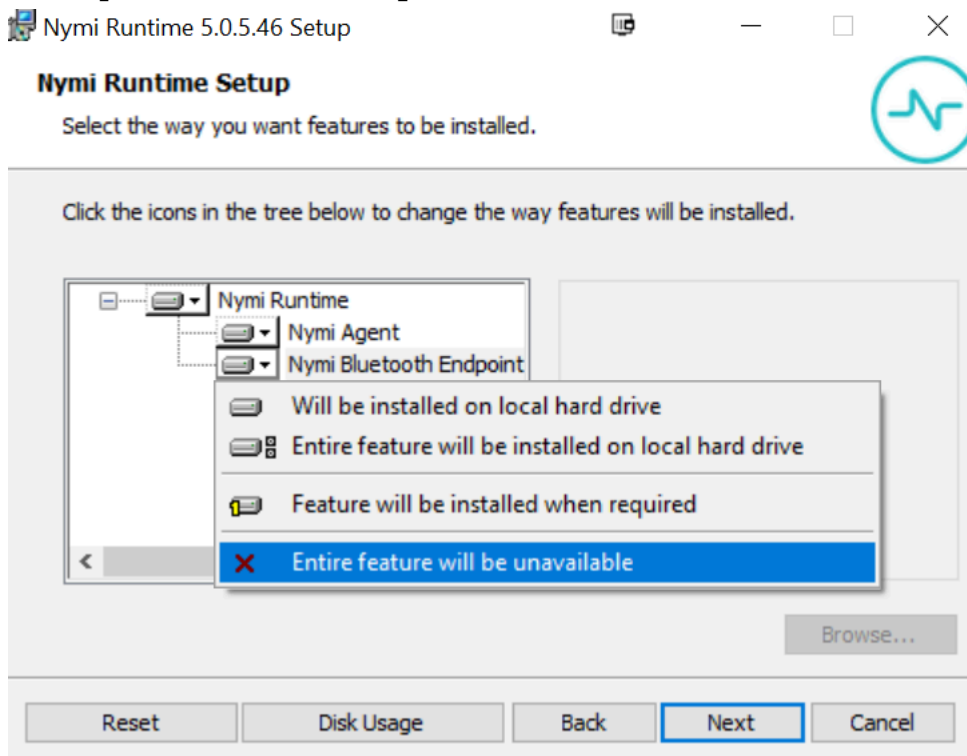 Nymi Runtime 5.0.5.46 Setup
Nymi Runtime Setup
Select the way you want features to be installed.
Click the icons in the tree below to change the way features will be installed.
Nymi Runtime
Nymi Agent
Nymi Bluetooth Endpoint
Will be installed on local hard drive
Entire feature will be installed on local hard drive
Feature will be installed when required
Entire feature will be unavailable
Browse...
Reset Disk Usage Back Next Cancel